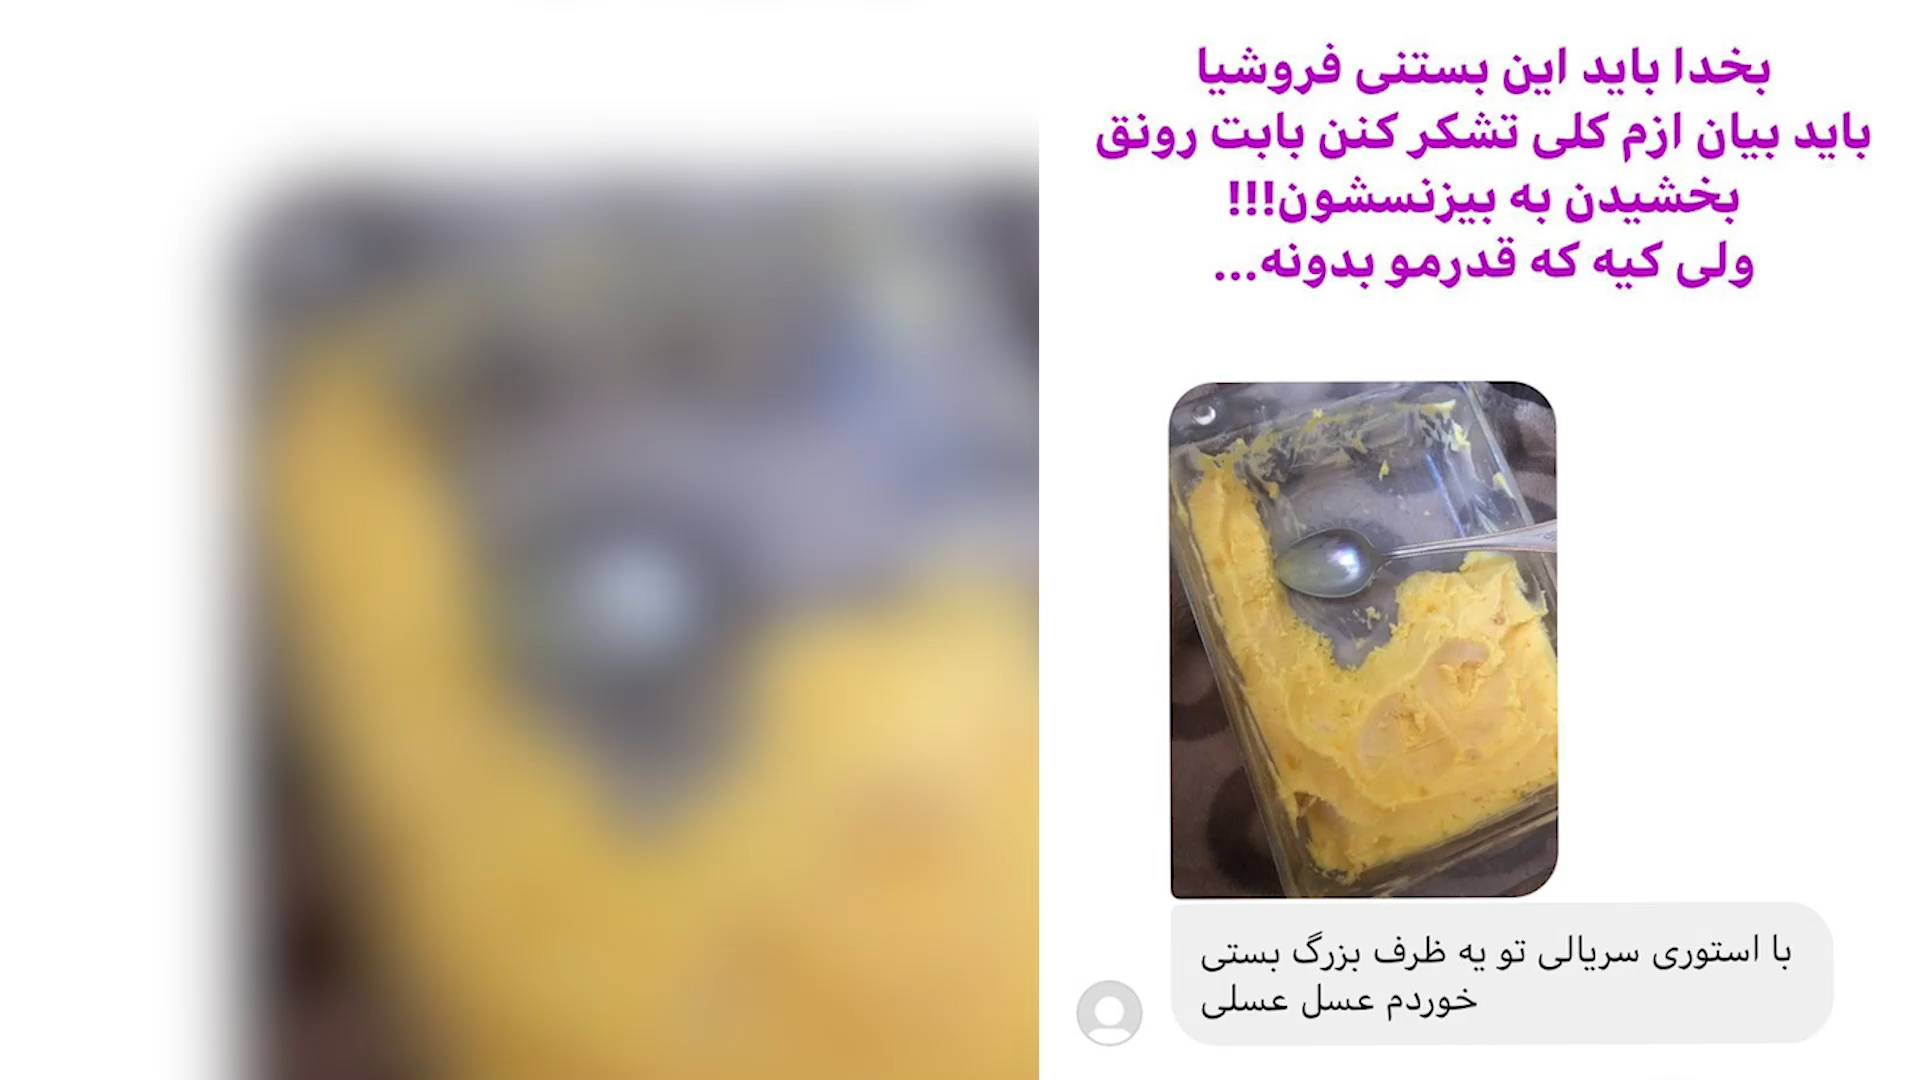 بخدا باید این بستنی فروشیا
باید بیان ازم کلی تشکر کنن بابت رونق
بخشیدن به بیزنسشون!!!
ولی کیه که قدرمو بدونه...
با استوری سریالی تو یه ظرف بزرگ بستی
خوردم عسل عسلی